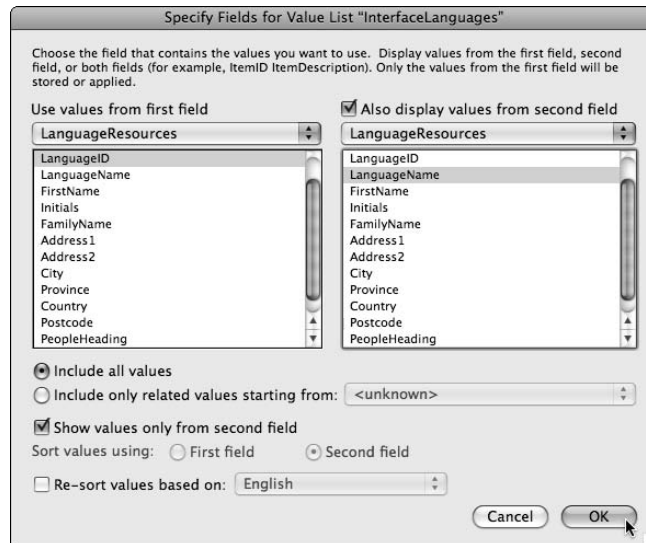 Specify Fields for Value List “InterfaceLanguages”
Choose the field that contains the values you want to use.  Display values from the first field, second
field, or both fields (for example, ItemID ItemDescription). Only the values from the first field will be
stored or applied.
Use values from first field
LanguageResources
LanguageID
LanguageName
FirstName
Initials
FamilyName
Address1
Address2
City
Province
Country
Postcode
PeopleHeading
Also display values from second field
LanguageResources
LanguageID
LanguageName
FirstName
Initials
FamilyName
Address1
Address2
City
Province
Country
Postcode
PeopleHeading
Include all values
Include only related values starting from: <unknown>
Show values only from second field
Sort values using: First field Second field
Re-sort values based on: English
Cancel OK